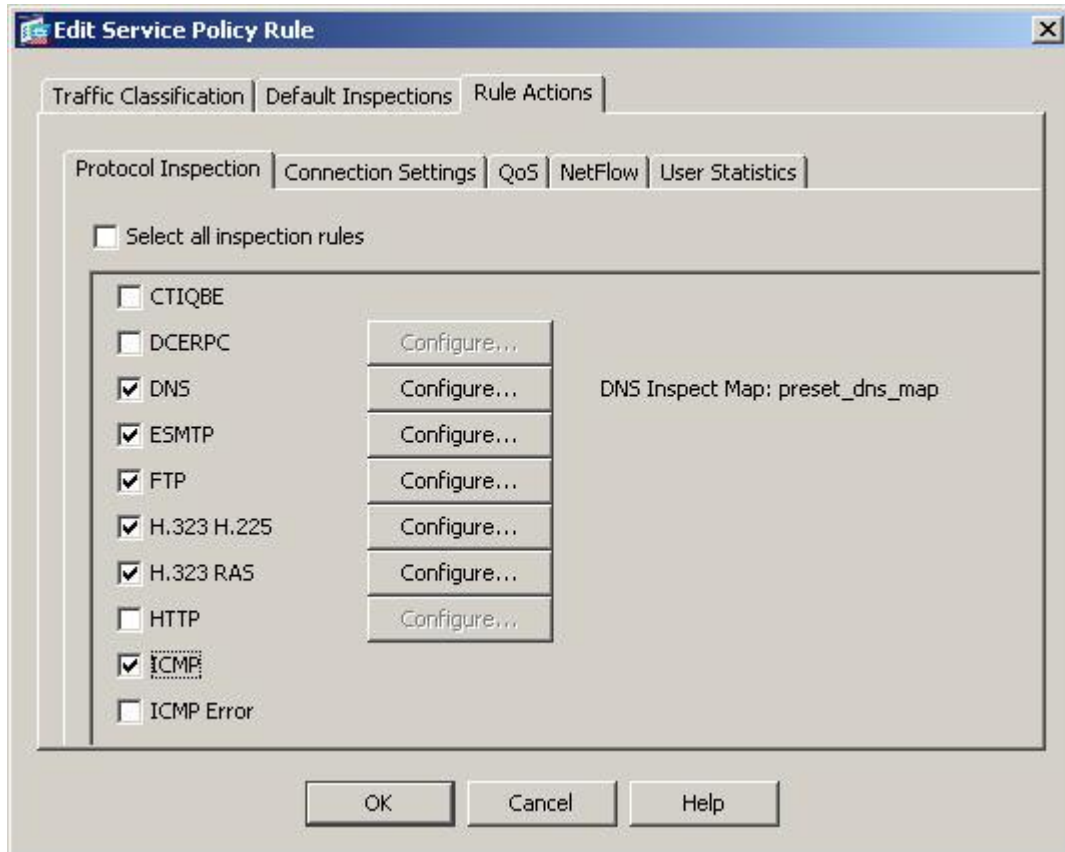 Edit Service Policy Rule
Traffic Classification Default Inspections Rule Actions
Protocol Inspection Connection Settings QoS NetFlow User Statistics
Select all inspection rules
CTIQBE
DCERPC Configure...
DNS Configure... DNS Inspect Map: preset_dns_map
ESMTP Configure...
FTP Configure...
H.323 H.225 Configure...
H.323 RAS Configure...
HTTP Configure...
ICMP
ICMP Error
OK Cancel Help